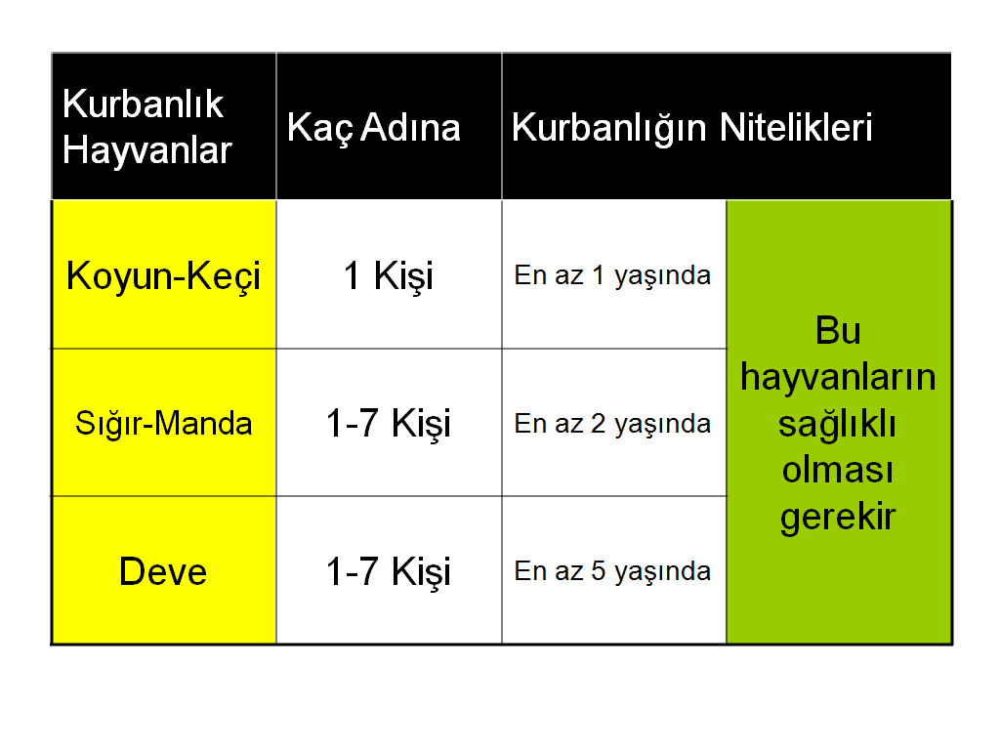 Kurbanlık
Hayvanlar
Kaç Adına
Kurbanlığın Nitelikleri
Koyun-Keçi
1 Kişi
En az 1 yaşında
Sığır-Manda
1-7 Kişi
En az 2 yaşında
Deve
1-7 Kişi
En az 5 yaşında
Bu
hayvanların
sağlıklı
olması
gerekir